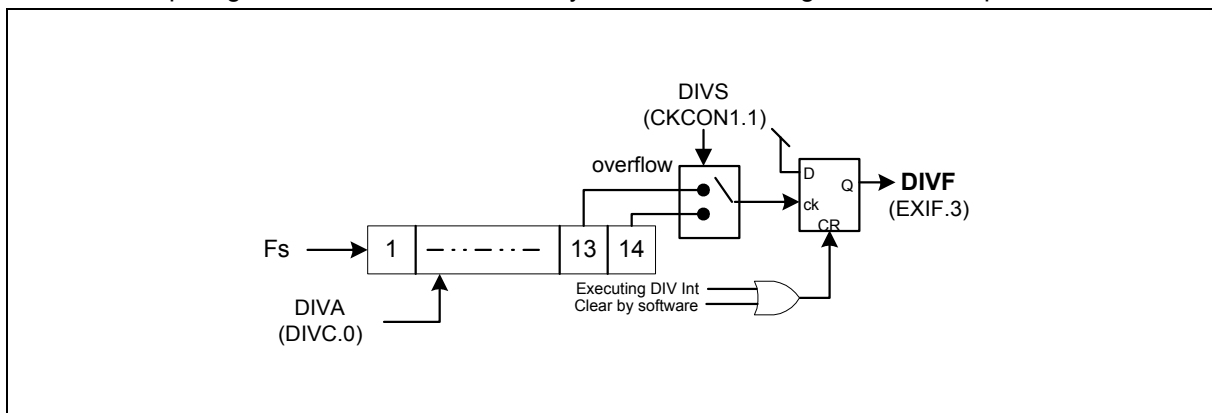 DIVS
(CKCON1.1)
overflow
D
Q
DIVF
ck
(EXIF.3)
CR
Fs
1
13
14
Executing DIV Int
Clear by software
DIVA
(DIVC.0)